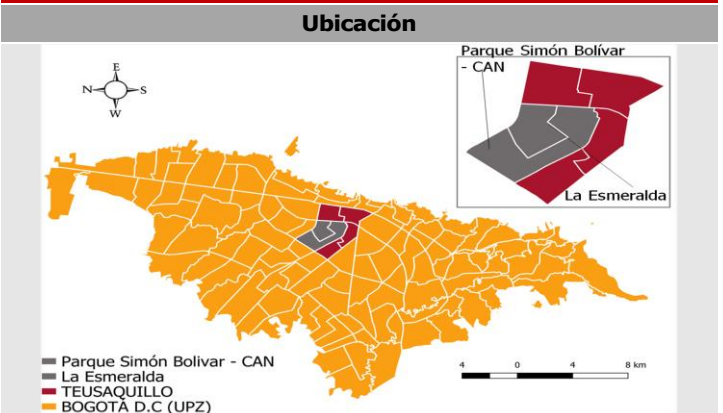 Ubicación
Parque Simón Bolívar
- CAN
La Esmeralda
E
N S
W
Parque Simón Bolivar - CAN
La Esmeralda
TEUSAQUILLO
BOGOTÁ D.C (UPZ)
4 0 4 8 km